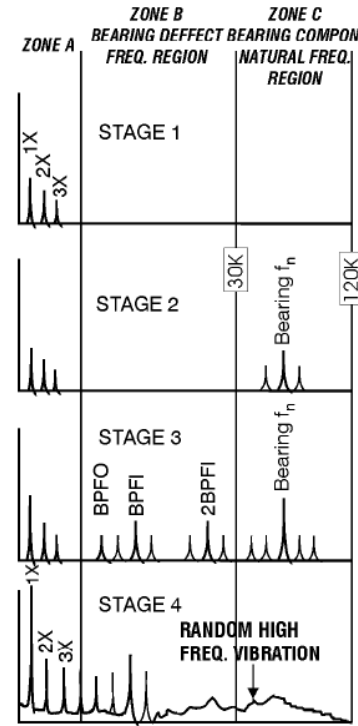 ZONE A
ZONE B
BEARING DEFFECT
FREQ. REGION
ZONE C
BEARING COMPON
NATURAL FREQ.
REGION
STAGE 1
1X
2X
3X
30K
120K
STAGE 2
Bearing fn
STAGE 3
BPFO
BPFI
2BPFI
Bearing fn
STAGE 4
1X
2X
3X
RANDOM HIGH
FREQ. VIBRATION